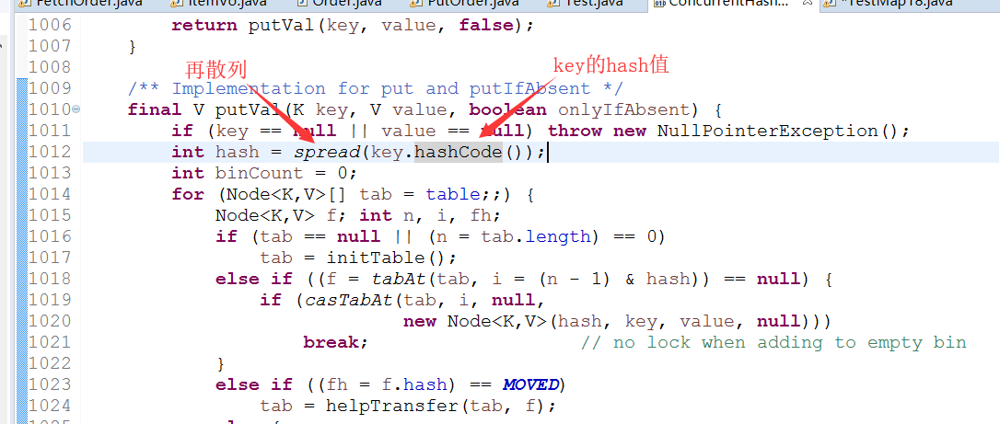 FetchOrder.java ItemVo.java Order.java PutOrder.java Test.java ConcurrentHash... *TestMap18.java
1006 return putVal(key, value, false);
1007 }
1008
再散列 key的hash值
1009 /** Implementation for put and putIfAbsent */
1010 final V putVal(K key, V value, boolean onlyIfAbsent) {
1011 if (key == null || value == null) throw new NullPointerException();
1012 int hash = spread(key.hashCode());
1013 int binCount = 0;
1014 for (Node<K,V>[] tab = table;;) {
1015 Node<K,V> f; int n, i, fh;
1016 if (tab == null || (n = tab.length) == 0)
1017 tab = initTable();
1018 else if ((f = tabAt(tab, i = (n - 1) & hash)) == null) {
1019 if (casTabAt(tab, i, null,
1020 new Node<K,V>(hash, key, value, null)))
1021 break; // no lock when adding to empty bin
1022 }
1023 else if ((fh = f.hash) == MOVED)
1024 tab = helpTransfer(tab, f);